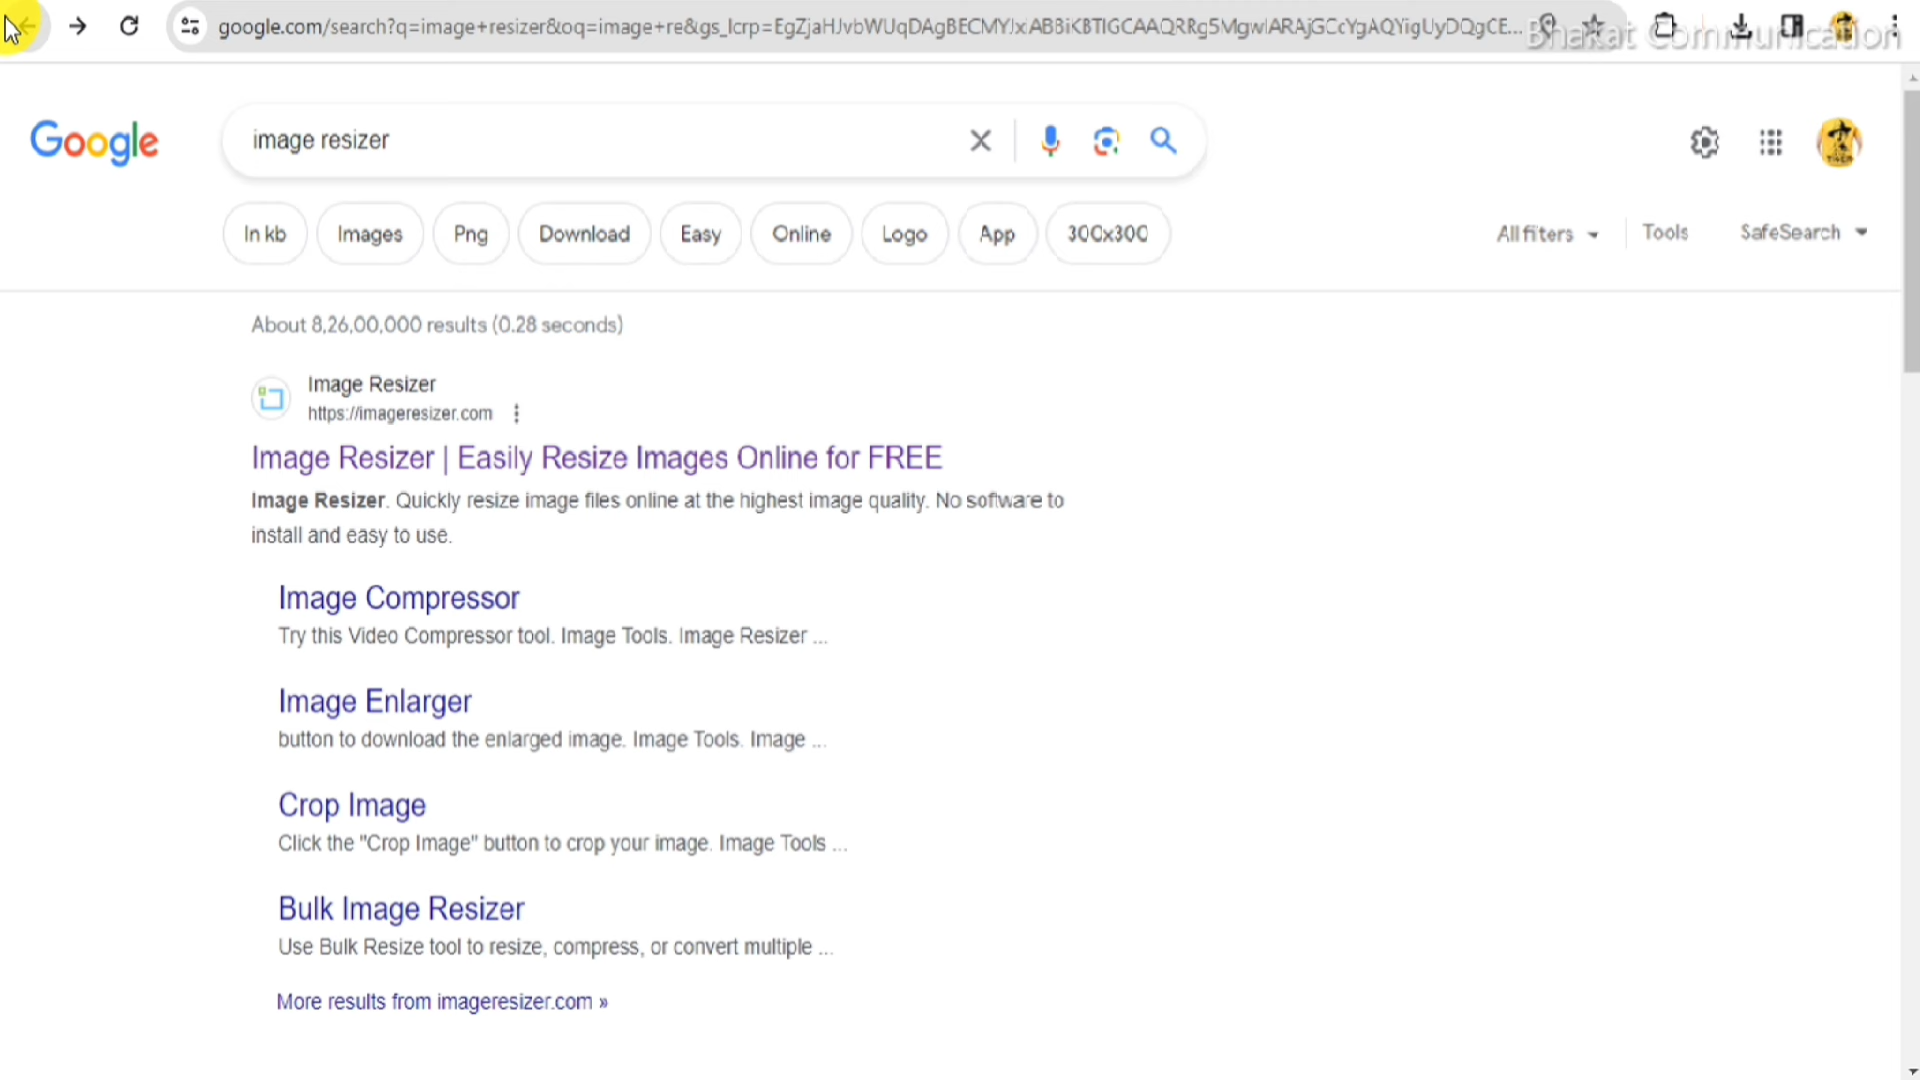 google.com/search?q=image+resizer&oq=image+re&gs_lcrp=
Bhakat Communication
Google
image resizer
In kb
Images
Png
Download
Easy
Online
Logo
App
300x300
All filters
Tools
SafeSearch
About 8,26,00,000 results (0.28 seconds)
Image Resizer
https://imageresizer.com
Image Resizer | Easily Resize Images Online for FREE
Image Resizer. Quickly resize image files online at the highest image quality. No software to
install and easy to use.
Image Compressor
Try this Video Compressor tool. Image Tools. Image Resizer ...
Image Enlarger
button to download the enlarged image. Image Tools. Image ...
Crop Image
Click the "Crop Image" button to crop your image. Image Tools ...
Bulk Image Resizer
Use Bulk Resize tool to resize, compress, or convert multiple ...
More results from imageresizer.com »